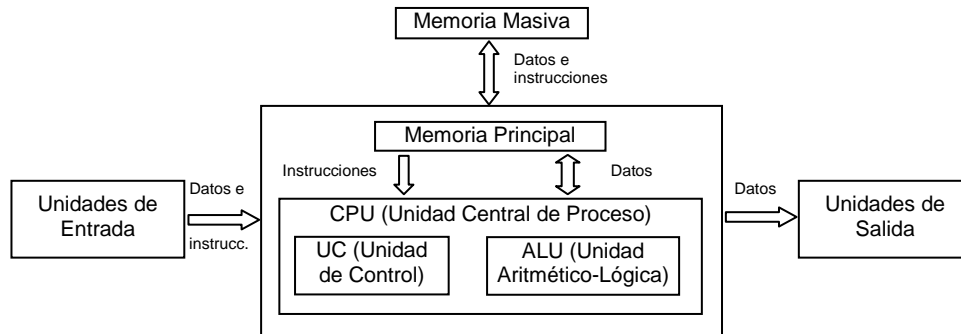 Memoria Masiva
Datos e
instrucciones
Memoria Principal
Instrucciones
Datos
Datos e
instrucc.
Unidades de
Entrada
CPU (Unidad Central de Proceso)
UC (Unidad
de Control)
ALU (Unidad
Aritmético-Lógica)
Datos
Unidades de
Salida